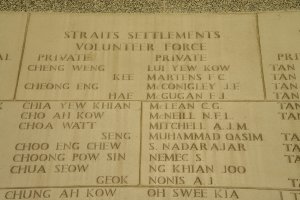 STRAITS SETTLEMENTS
VOLUNTEER FORCE
PRIVATE PRIVATE
CHENG WENG LUI YEW KOW TAN
KEE MARTENS F.C. TAN
CHEONG ENG McCONGLEY J.F. TAN
HAE McGUGAN E.J. TAN
CHIA YEW KHIAN McLEAN C.G. TAN
CHO AH KOW McNEILL N.F.L. TAN
CHOA WATT MITCHELL A.J.M. TAN
SENG MUHAMMAD QASIM TAN
CHOO ENG CHEW S. NADARAJAR TAN
CHOONG POW SIN NEMEC S. TAN
CHUA SEOW NG KHIAN JOO TAN
GEOK NONIS A.J. TAN
CHUNG AH KOW OH SWEE KIA T